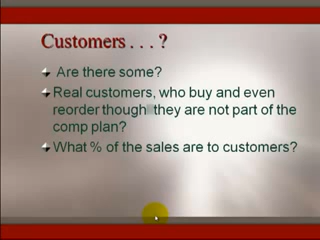 Customers . . . ?
Are there some?
Real customers, who buy and even
reorder though they are not part of the
comp plan?
What % of the sales are to customers?